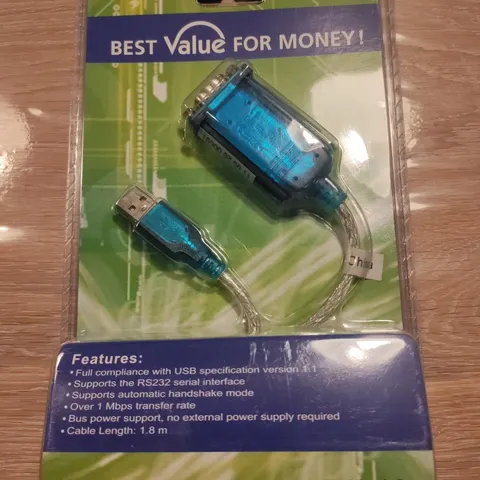 BEST Value FOR MONEY!
Features:
• Full compliance with USB specification version 1.1
• Supports the RS232 serial interface
• Supports automatic handshake mode
• Over 1 Mbps transfer rate
• Bus power support, no external power supply required
• Cable Length: 1.8 m